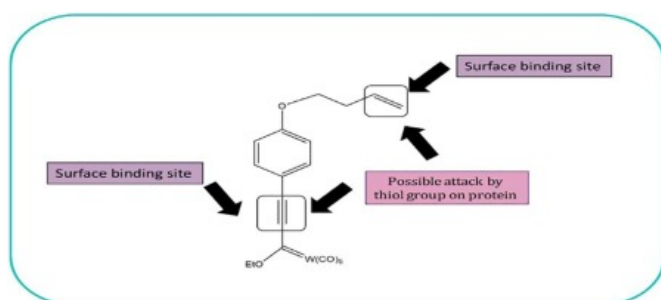 Surface binding site
O
Surface binding site
Possible attack by
thiol group on protein
EtO
W(CO)5